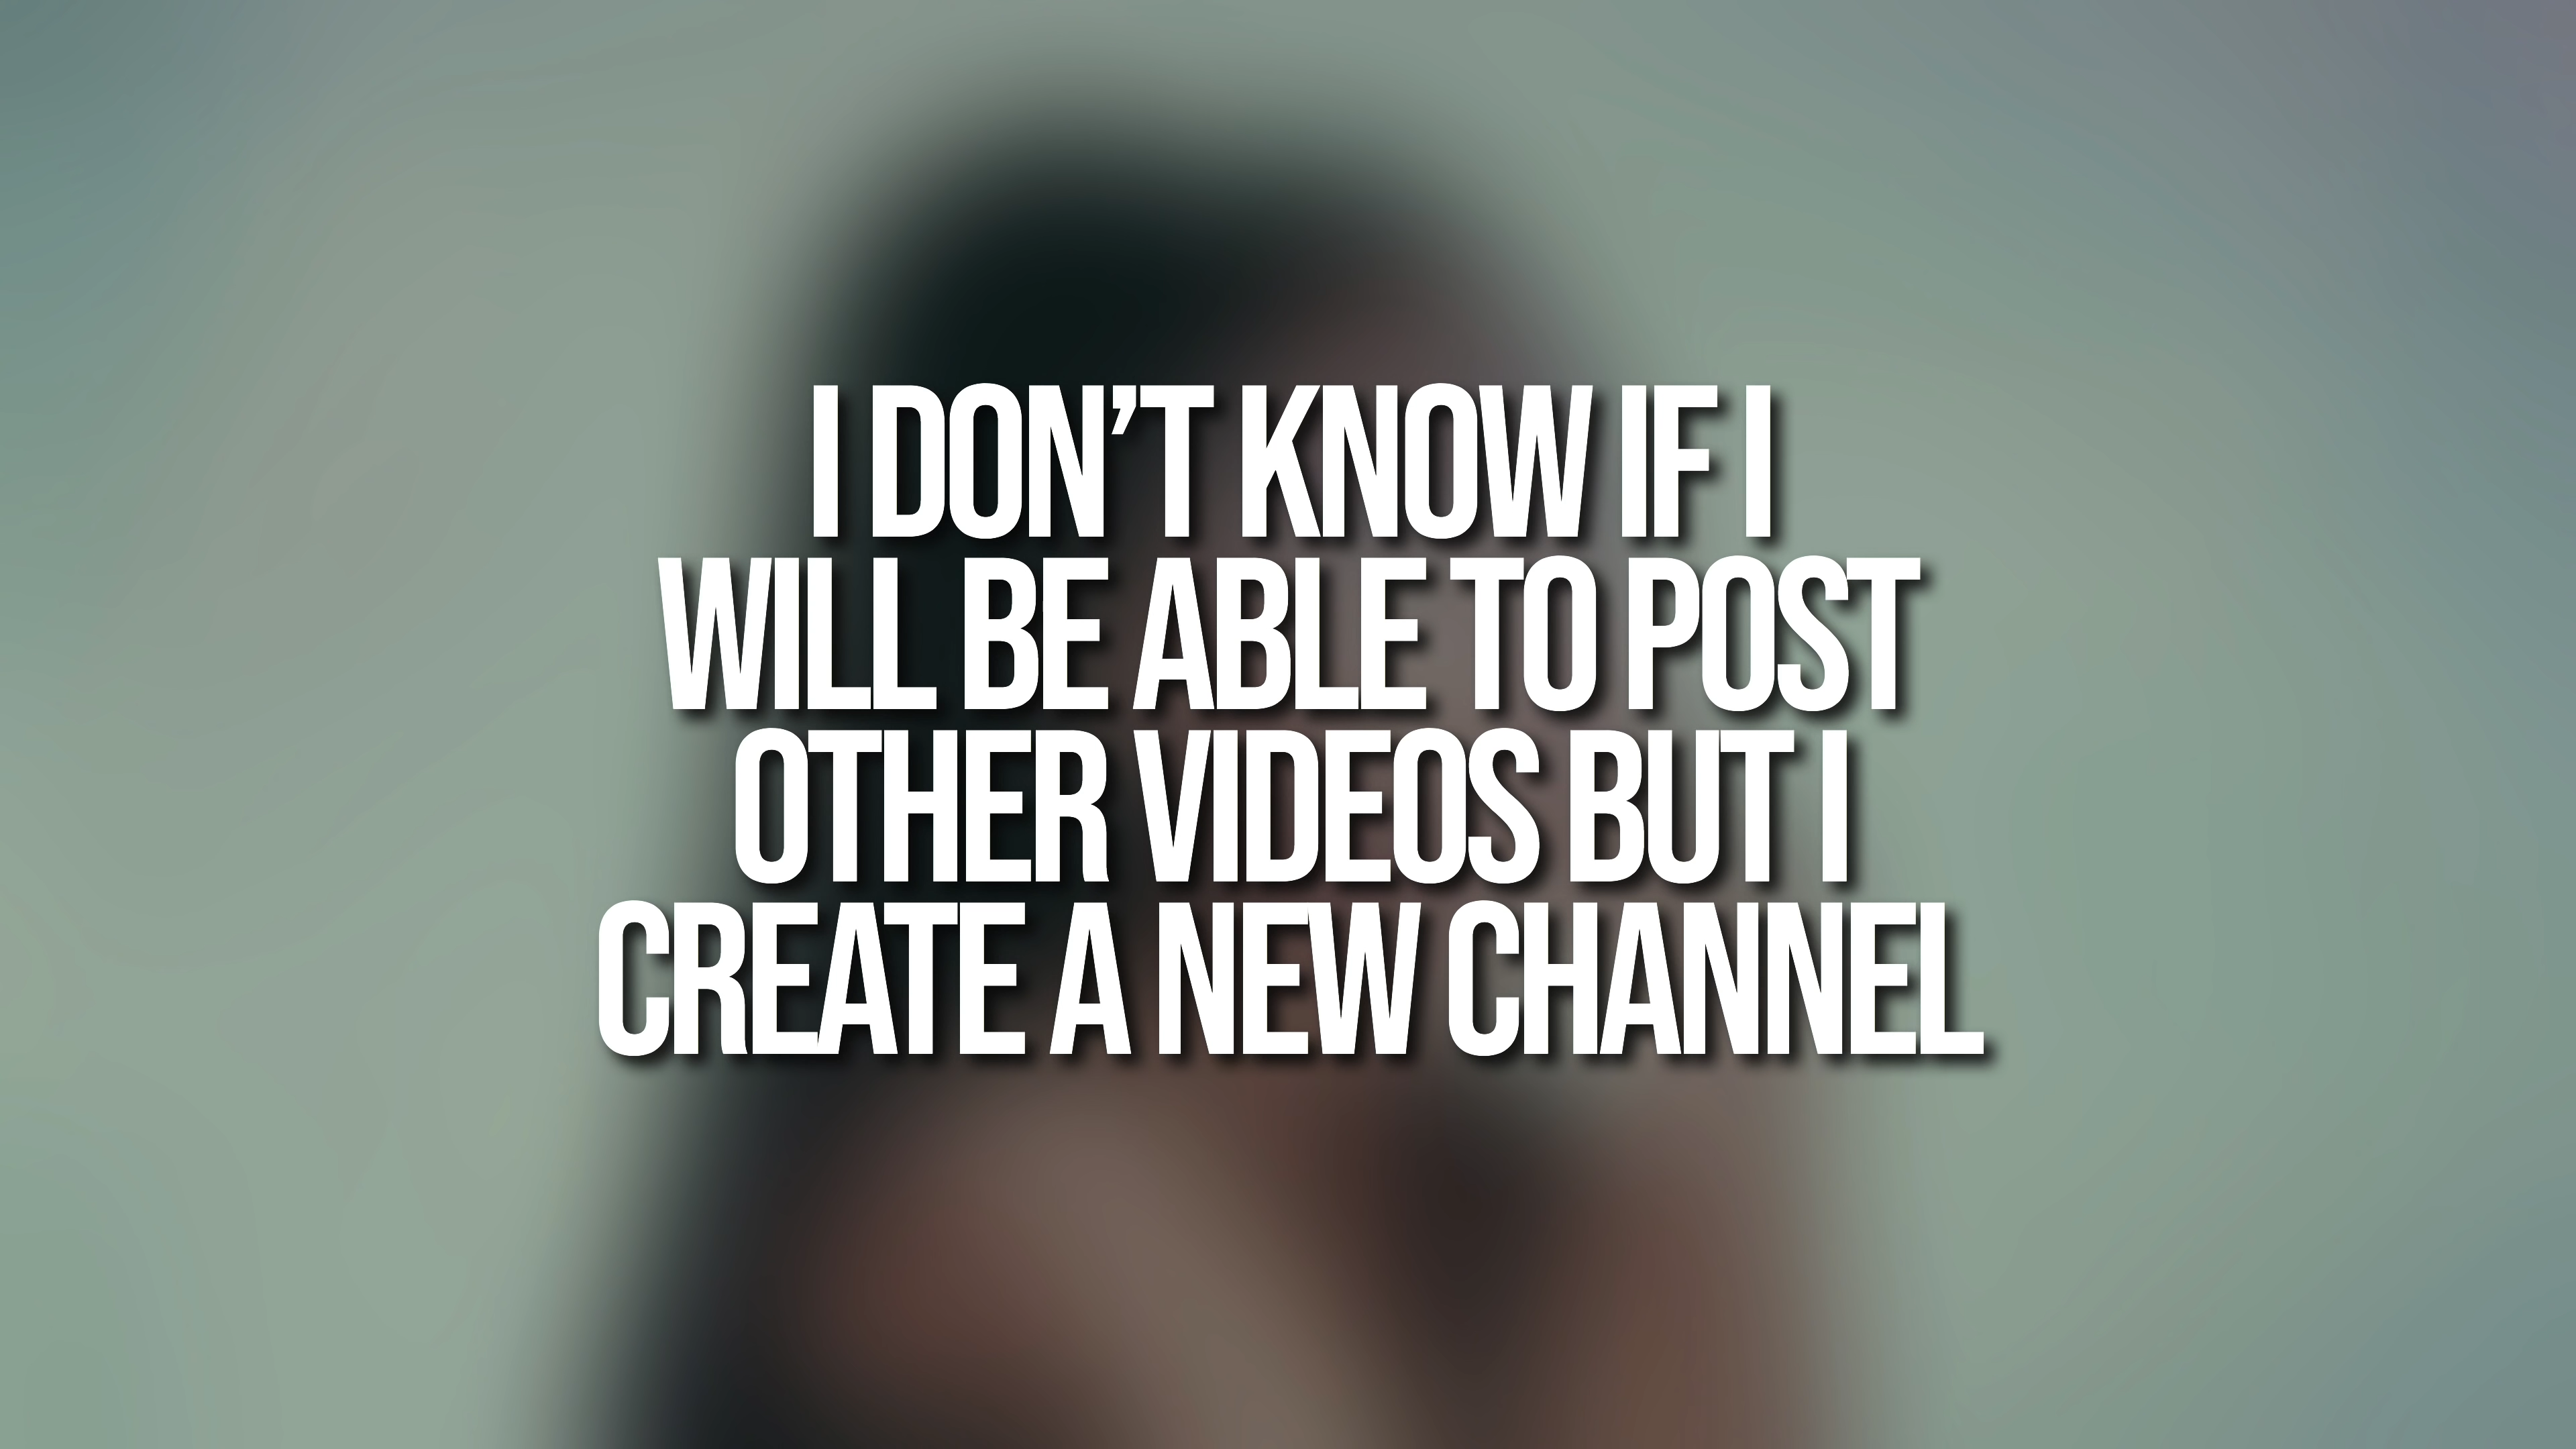 I DON’T KNOW IF I
WILL BE ABLE TO POST
OTHER VIDEOS BUT I
CREATE A NEW CHANNEL